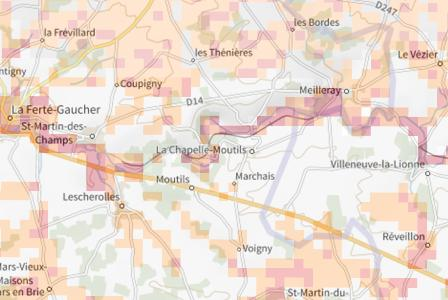 D247
les Bordes
la Frévillard
les Thénières
Le Vézier
ntigny
Coupigny
Meilleray
D14
La Ferté-Gaucher
St-Martin-des-
Champs
La Chapelle-Moutils
Villeneuve-la-Lionne
Moutils
Marchais
Lescherolles
Réveillon
Voigny
Mars-Vieux-
Maisons
rs en Brie
St-Martin-du-